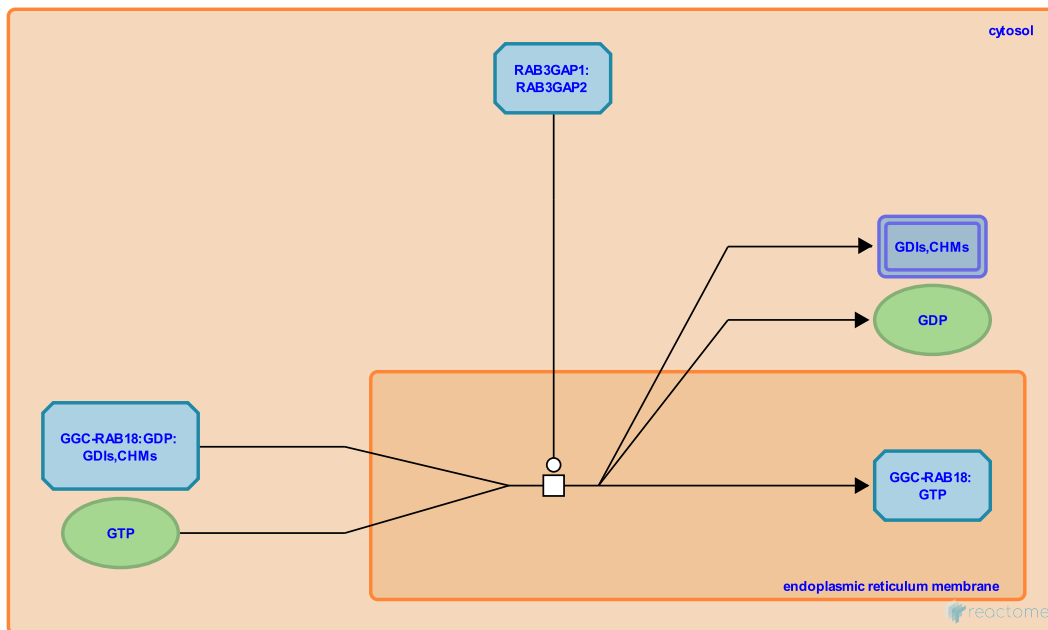 cytosol
RAB3GAP1:
RAB3GAP2
GDIs,CHMs
GDP
GGC-RAB18:GDP:
GDIs,CHMs
GGC-RAB18:
GTP
GTP
endoplasmic reticulum membrane
reactome